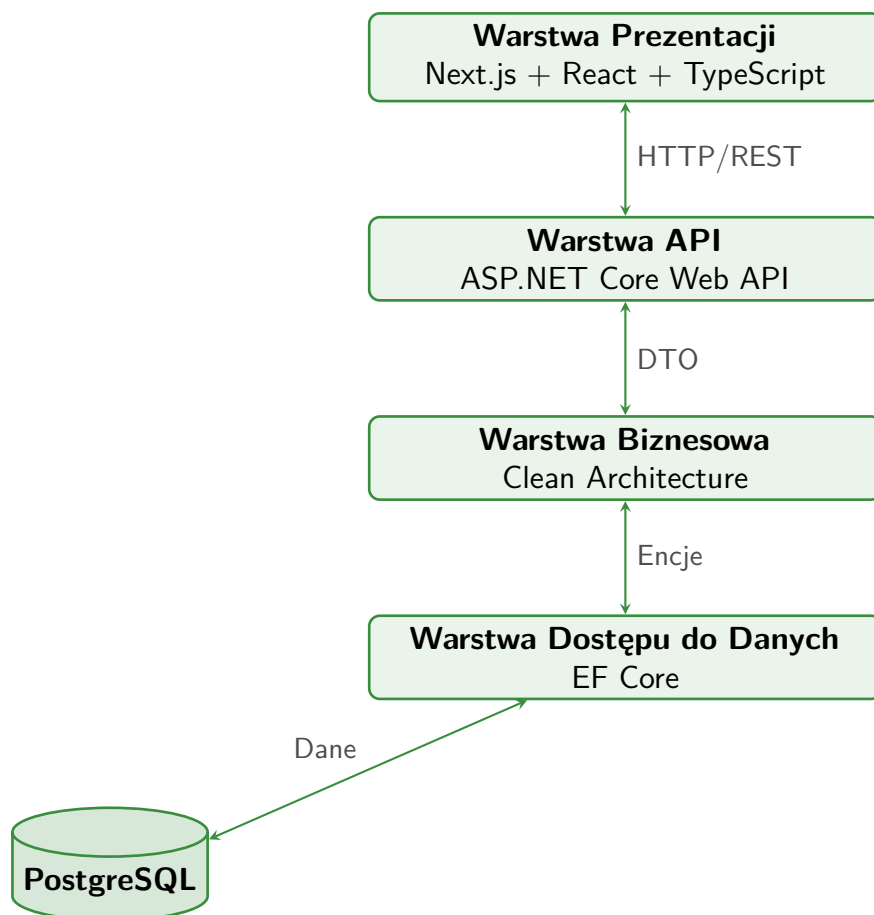 Warstwa Prezentacji
Next.js + React + TypeScript
HTTP/REST
Warstwa API
ASP.NET Core Web API
DTO
Warstwa Biznesowa
Clean Architecture
Encje
Warstwa Dostępu do Danych
EF Core
Dane
PostgreSQL